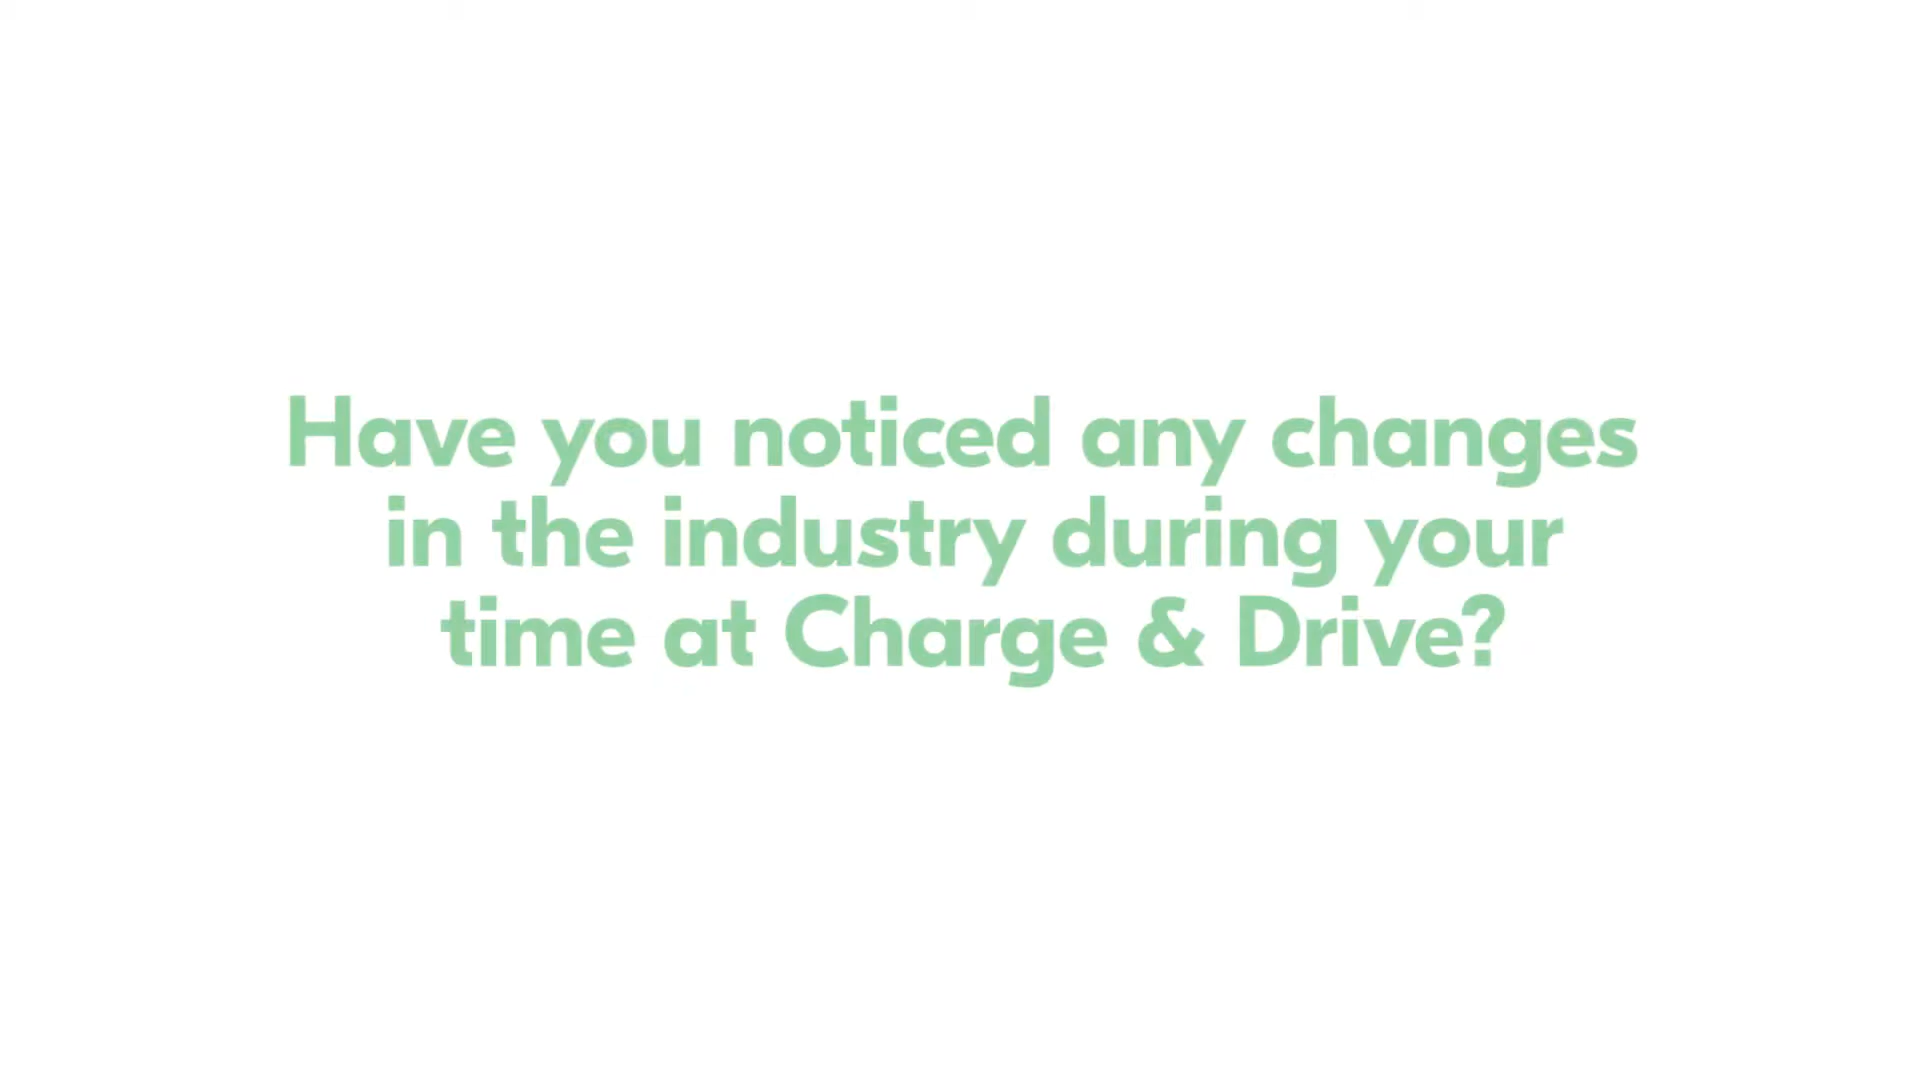 Have you noticed any changes
in the industry during your
time at Charge & Drive?